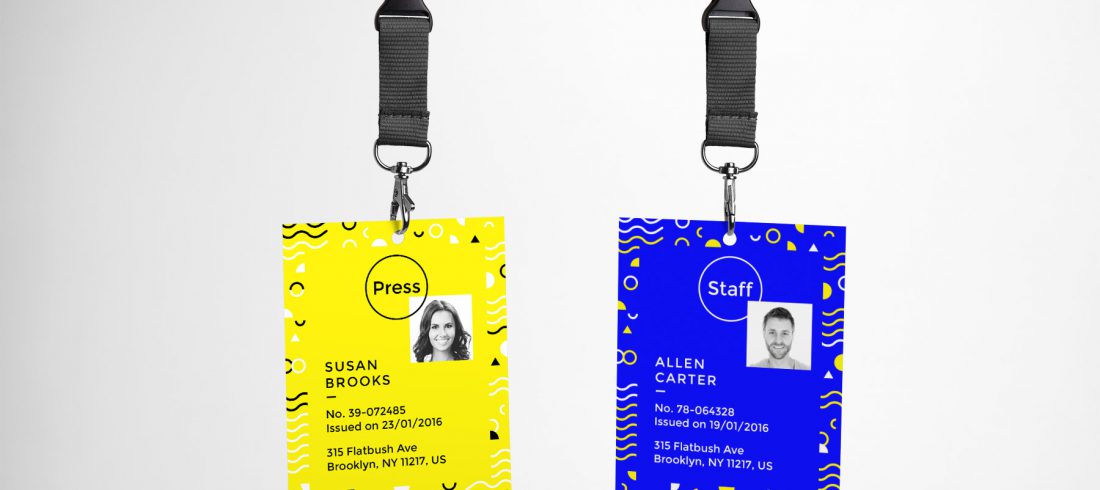 Press
SUSAN
BROOKS
No. 39-072485
Issued on 23/01/2016
315 Flatbush Ave
Brooklyn, NY 11217, US
Staff
ALLEN
CARTER
No. 78-064328
Issued on 19/01/2016
315 Flatbush Ave
Brooklyn, NY 11217, US